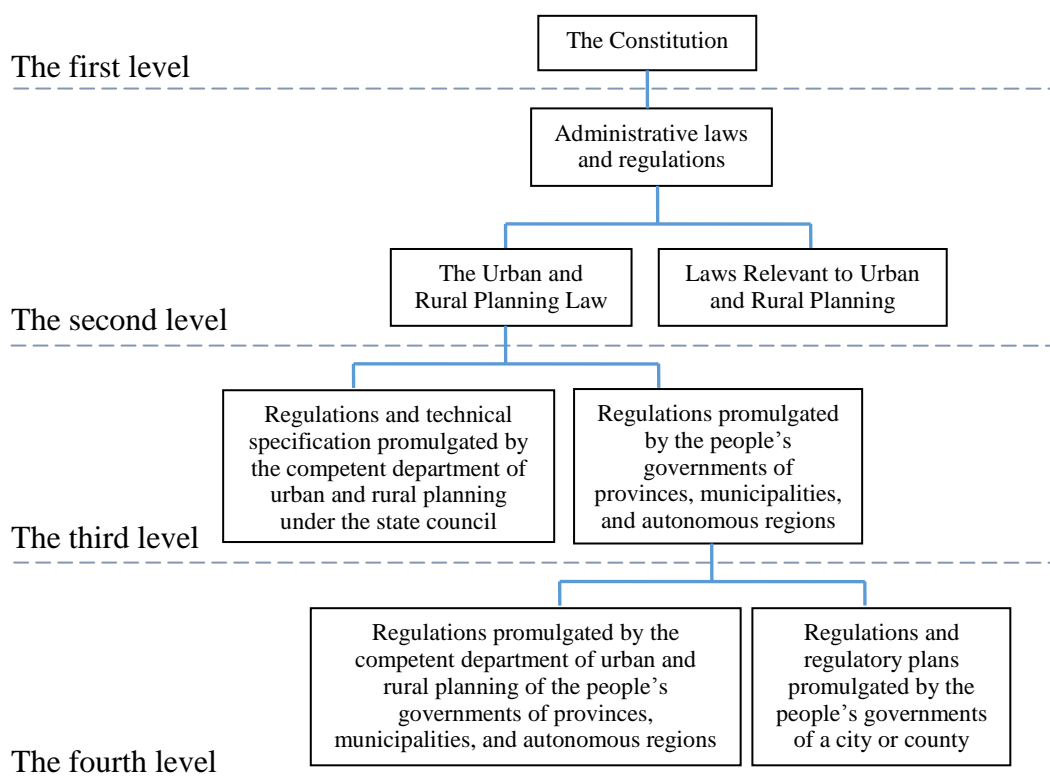 The Constitution
The first level
Administrative laws
and regulations
The Urban and
Rural Planning Law
Laws Relevant to Urban
and Rural Planning
The second level
Regulations and technical
specification promulgated by
the competent department of
urban and rural planning
under the state council
Regulations promulgated
by the people’s
governments of
provinces, municipalities,
and autonomous regions
The third level
Regulations promulgated by the
competent department of urban and
rural planning of the people’s
governments of provinces,
municipalities, and autonomous regions
Regulations and
regulatory plans
promulgated by the
people’s governments
of a city or county
The fourth level